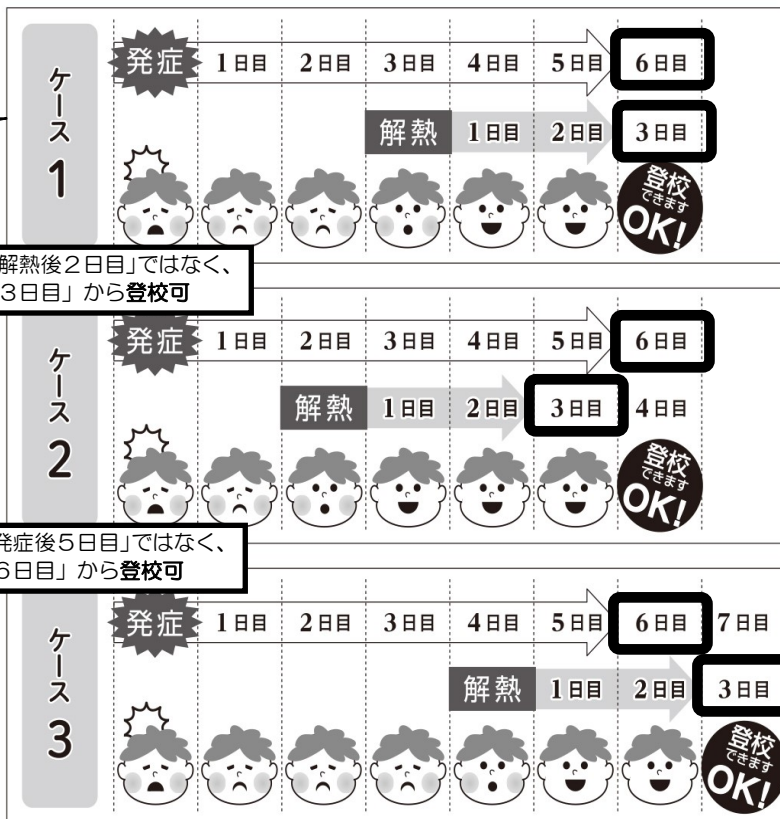 ケース1
発症 1日目 2日目 3日目 4日目 5日目 6日目
解熱 1日目 2日目 3日目
登校
できます
OK!
解熱後2日目」ではなく、
3日目」から登校可
ケース2
発症 1日目 2日目 3日目 4日目 5日目 6日目
解熱 1日目 2日目 3日目 4日目
登校
できます
OK!
発症後5日目」ではなく、
6日目」から登校可
ケース3
発症 1日目 2日目 3日目 4日目 5日目 6日目 7日目
解熱 1日目 2日目 3日目
登校
できます
OK!